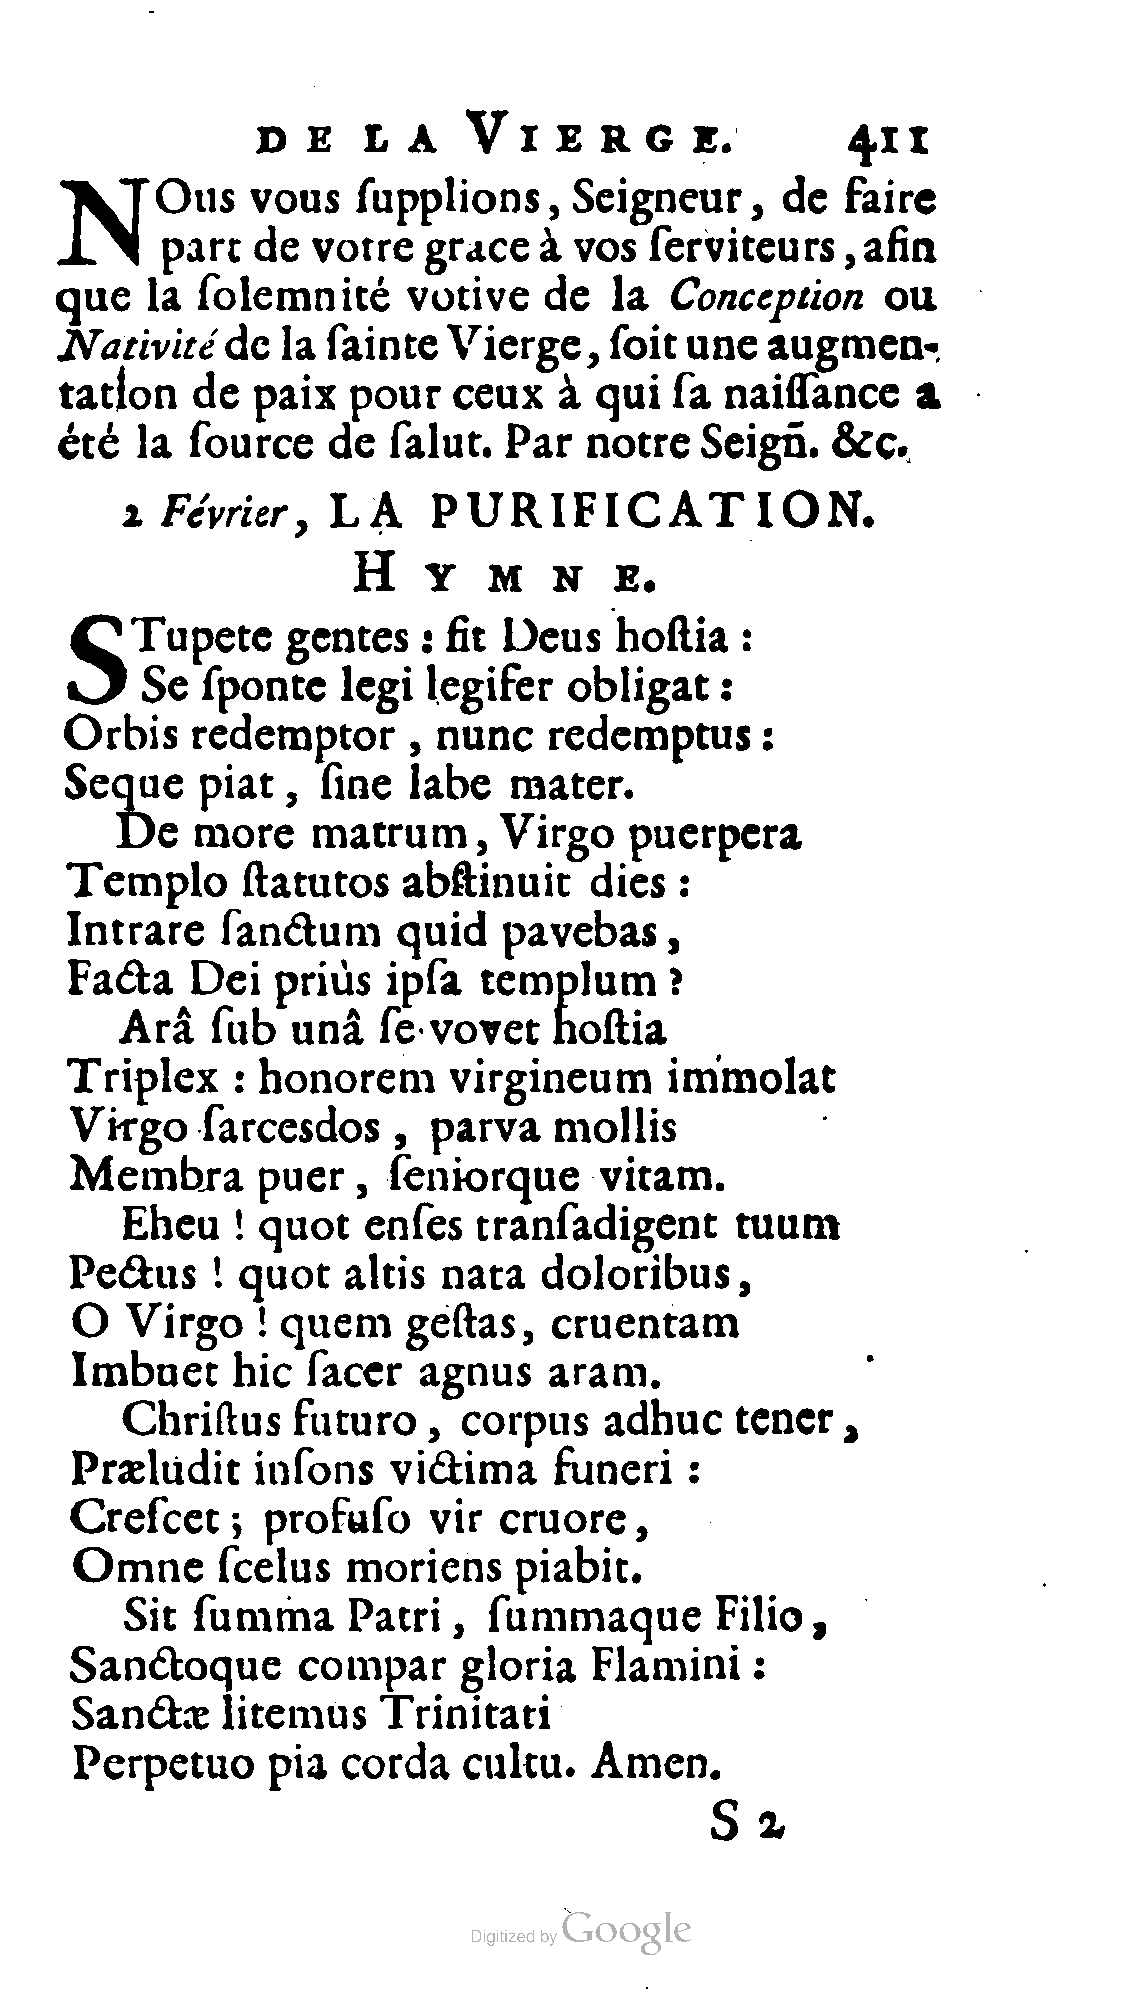 DE LA VIERGE. 411
NOus vous ſupplions, Seigneur, de faire
part de votre grace à vos ſerviteurs, afin
que la ſolemnité votive de la Conception ou
Nativité de la ſainte Vierge, ſoit une augmen-
tation de paix pour ceux à qui ſa naiſſance a
été la ſource de ſalut. Par notre Seign̄. &c.
2 Février, LA PURIFICATION.
HYMNE.
STupete gentes : fit Deus hoſtia :
Se ſponte legi legifer obligat :
Orbis redemptor, nunc redemptus :
Seque piat, ſine labe mater.
De more matrum, Virgo puerpera
Templo ſtatutos abſtinuit dies :
Intrare ſanctum quid pavebas,
Facta Dei priùs ipſa templum ?
Arâ ſub unâ ſe vovet hoſtia
Triplex : honorem virgineum immolat
Virgo ſarcesdos, parva mollis
Membra puer, ſeniorque vitam.
Eheu ! quot enſes tranſadigent tuum
Pectus ! quot altis nata doloribus,
O Virgo ! quem geſtas, cruentam
Imbuet hic ſacer agnus aram.
Chriſtus futuro, corpus adhuc tener,
Præludit inſons victima funeri :
Creſcet ; profuſo vir cruore,
Omne ſcelus moriens piabit.
Sit ſumma Patri, ſummaque Filio,
Sanctoque compar gloria Flamini :
Sanctæ litemus Trinitati
Perpetuo pia corda cultu. Amen.
S 2
Digitized by Google